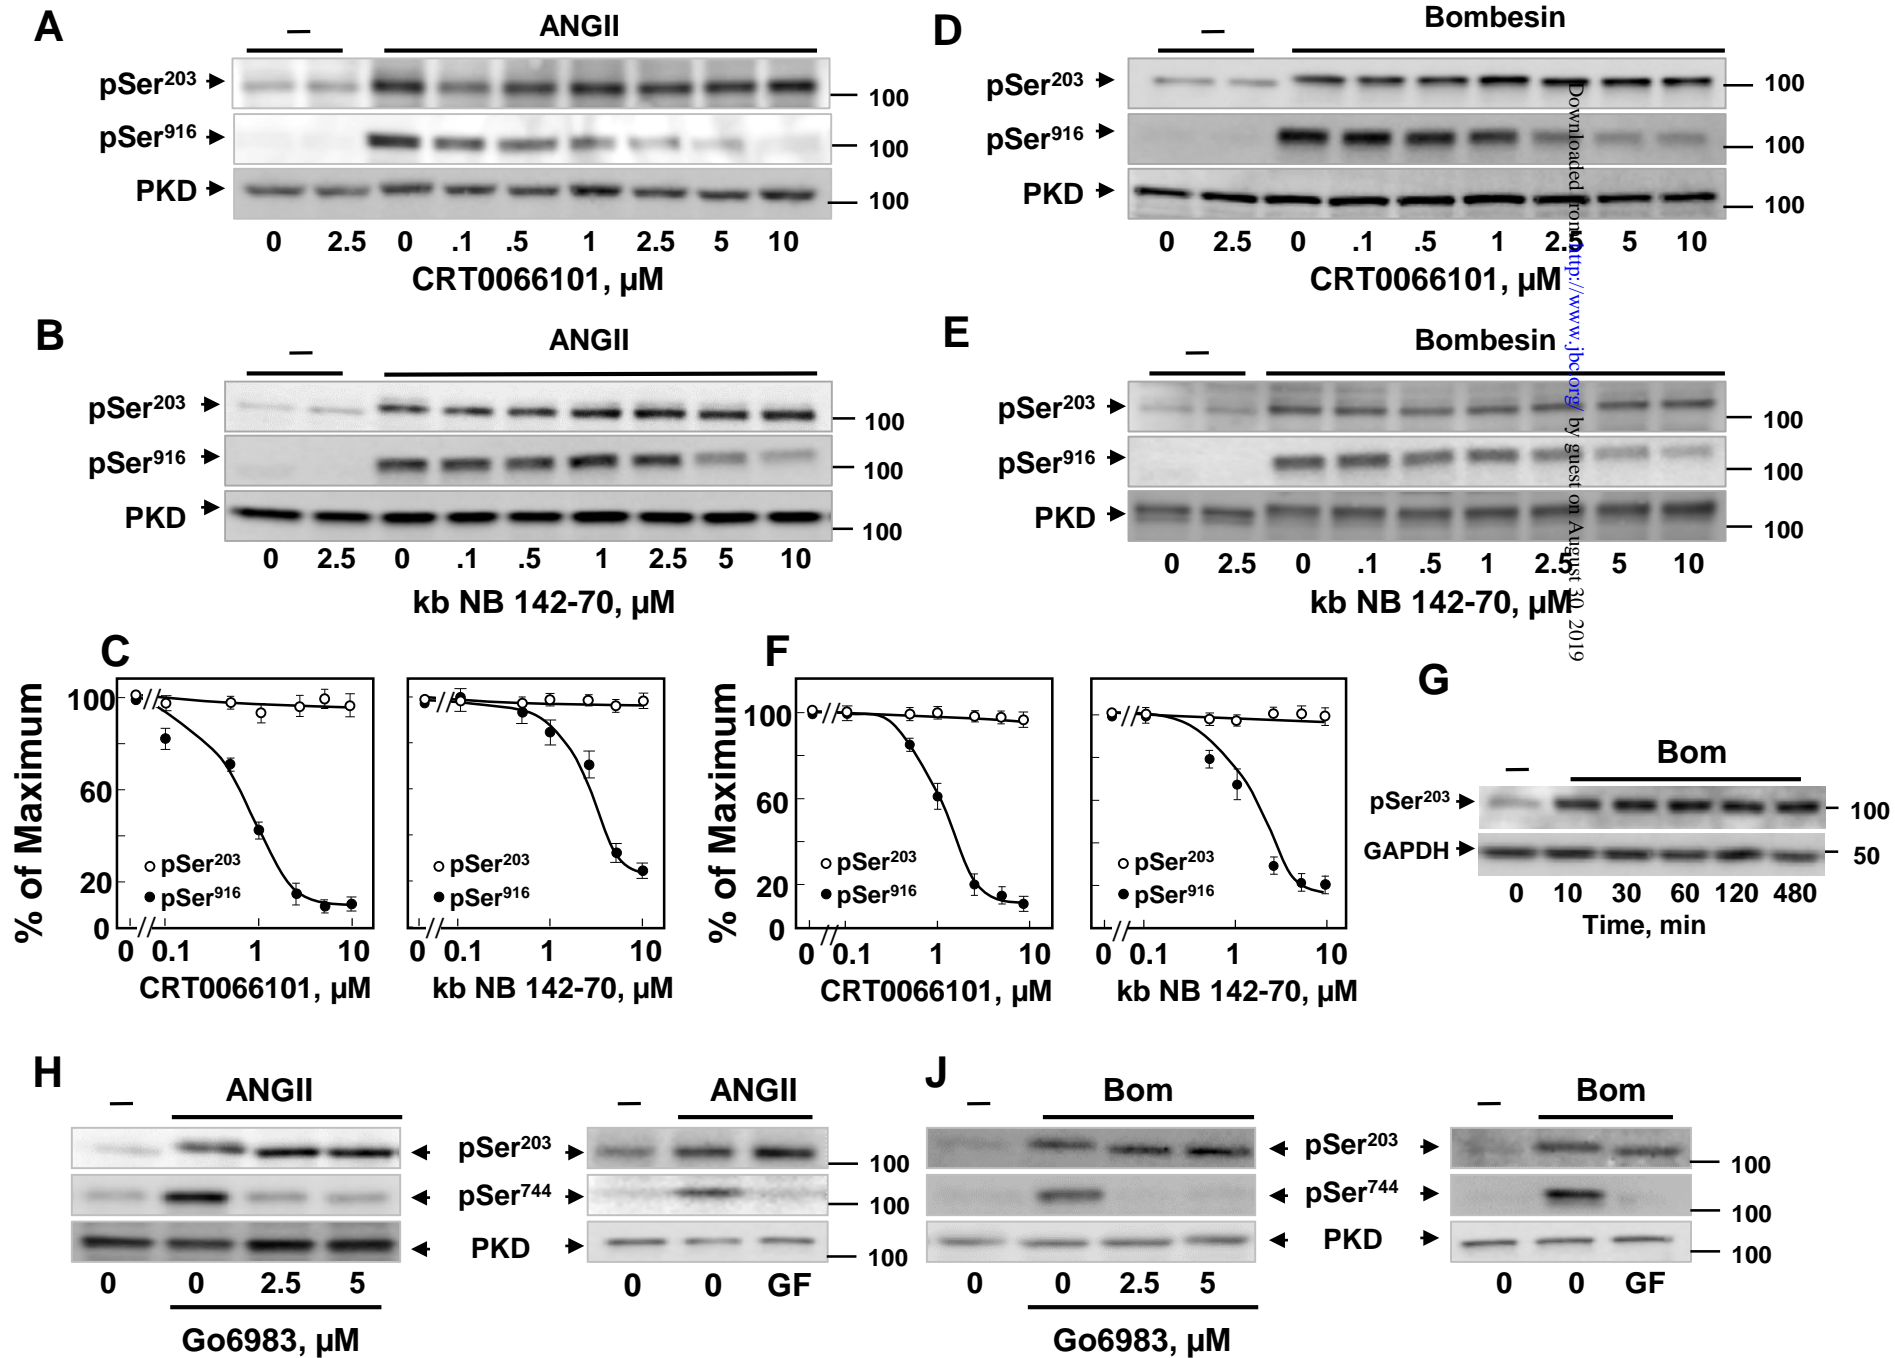 A
ANGII
–
pSer203
100
pSer916
100
PKD
100
0 2.5 0 .1 .5 1 2.5 5 10
CRT0066101, µM
D
Bombesin
–
pSer203
100
pSer916
100
PKD
100
0 2.5 0 .1 .5 1 2.5 5 10
CRT0066101, µM
B
ANGII
–
pSer203
100
pSer916
100
PKD
100
0 2.5 0 .1 .5 1 2.5 5 10
kb NB 142-70, µM
E
Bombesin
–
pSer203
100
pSer916
100
PKD
100
0 2.5 0 .1 .5 1 2.5 5 10
kb NB 142-70, µM
Downloaded from http://www.jbc.org/ by guest on August 30, 2019
C
% of Maximum
100
60
20
0
pSer203
pSer916
0 0.1 1 10
CRT0066101, µM
pSer203
pSer916
0 0.1 1 10
kb NB 142-70, µM
F
% of Maximum
100
60
20
0
pSer203
pSer916
0 0.1 1 10
CRT0066101, µM
pSer203
pSer916
0 0.1 1 10
kb NB 142-70, µM
G
Bom
–
pSer203
100
GAPDH
50
0 10 30 60 120 480
Time, min
H
ANGII
–
ANGII
–
pSer203
100
pSer744
100
PKD
100
0 0 2.5 5
Go6983, µM
0 0 GF
J
Bom
–
Bom
–
pSer203
100
pSer744
100
PKD
100
0 0 2.5 5
Go6983, µM
0 0 GF